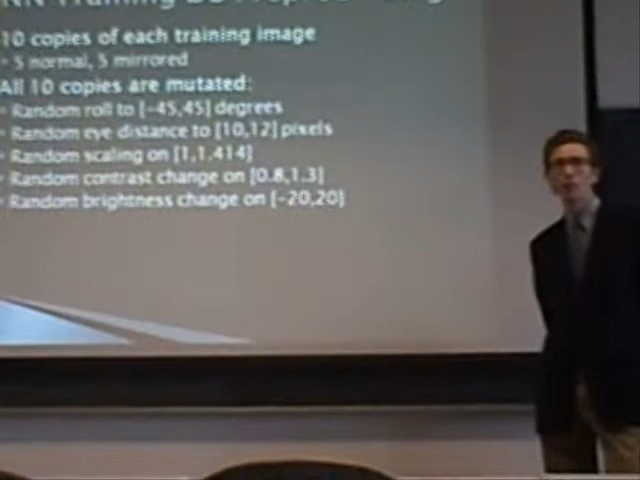 NN Training DB
10 copies of each training image
- 5 normal, 5 mirrored
All 10 copies are mutated:
- Random roll to [-45,45] degrees
- Random eye distance to [10,12] pixels
- Random scaling on [1,1.414]
- Random contrast change on [0.8,1.3]
- Random brightness change on [-20,20]